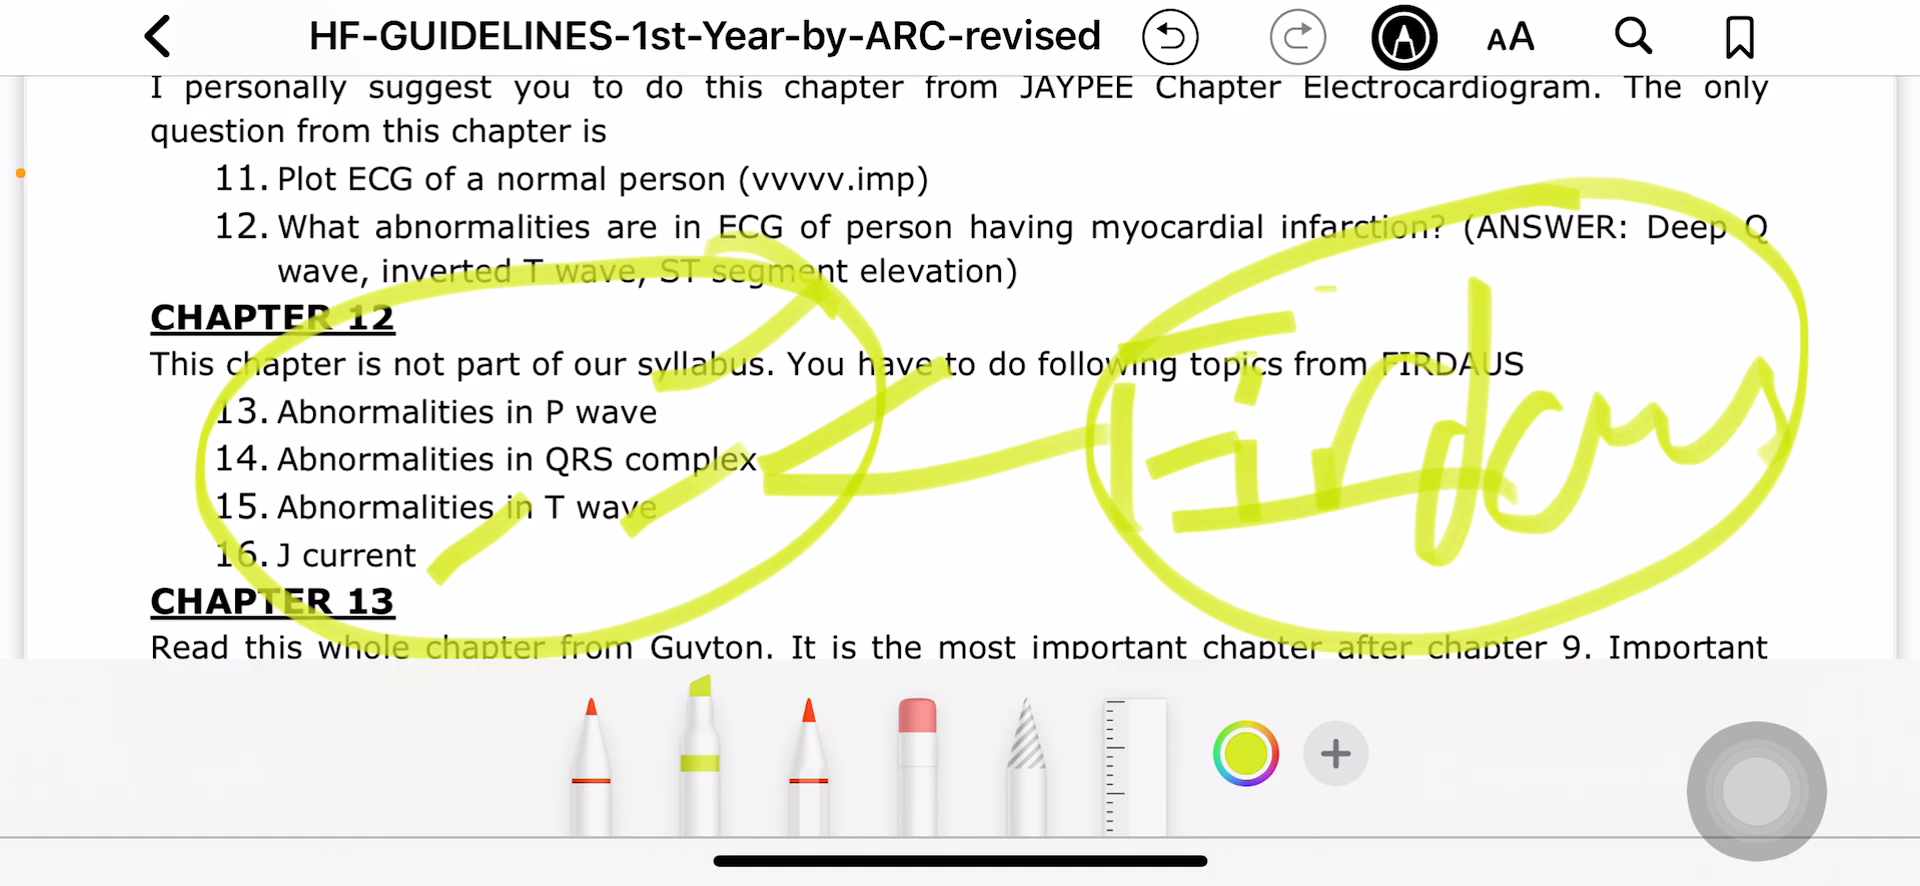 HF-GUIDELINES-1st-Year-by-ARC-revised
AA
I personally suggest you to do this chapter from JAYPEE Chapter Electrocardiogram. The only
question from this chapter is
11. Plot ECG of a normal person (vvvvv.imp)
12. What abnormalities are in ECG of person having myocardial infarction? (ANSWER: Deep Q
wave, inverted T wave, ST segment elevation)
CHAPTER 12
This chapter is not part of our syllabus. You have to do following topics from FIRDAUS
13. Abnormalities in P wave
14. Abnormalities in QRS complex
15. Abnormalities in T wave
16. J current
Firdaus
CHAPTER 13
Read this whole chapter from Guyton. It is the most important chapter after chapter 9. Important